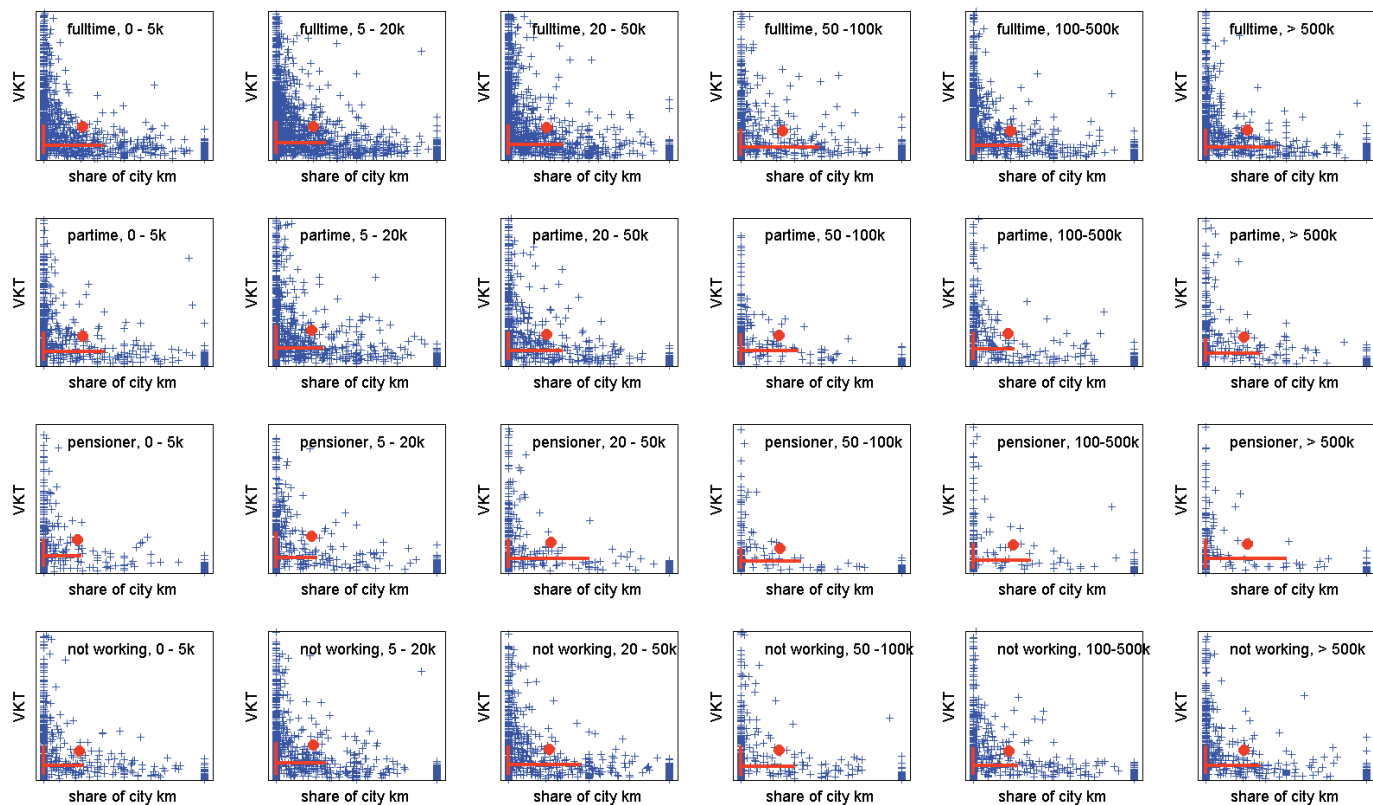 fulltime, 0 - 5k
fulltime, 5 - 20k
fulltime, 20 - 50k
fulltime, 50 -100k
fulltime, 100-500k
fulltime, > 500k
VKT
VKT
VKT
VKT
VKT
VKT
share of city km
share of city km
share of city km
share of city km
share of city km
share of city km
partime, 0 - 5k
partime, 5 - 20k
partime, 20 - 50k
partime, 50 -100k
partime, 100-500k
partime, > 500k
VKT
VKT
VKT
VKT
VKT
VKT
share of city km
share of city km
share of city km
share of city km
share of city km
share of city km
pensioner, 0 - 5k
pensioner, 5 - 20k
pensioner, 20 - 50k
pensioner, 50 -100k
pensioner, 100-500k
pensioner, > 500k
VKT
VKT
VKT
VKT
VKT
VKT
share of city km
share of city km
share of city km
share of city km
share of city km
share of city km
not working, 0 - 5k
not working, 5 - 20k
not working, 20 - 50k
not working, 50 -100k
not working, 100-500k
not working, > 500k
VKT
VKT
VKT
VKT
VKT
VKT
share of city km
share of city km
share of city km
share of city km
share of city km
share of city km